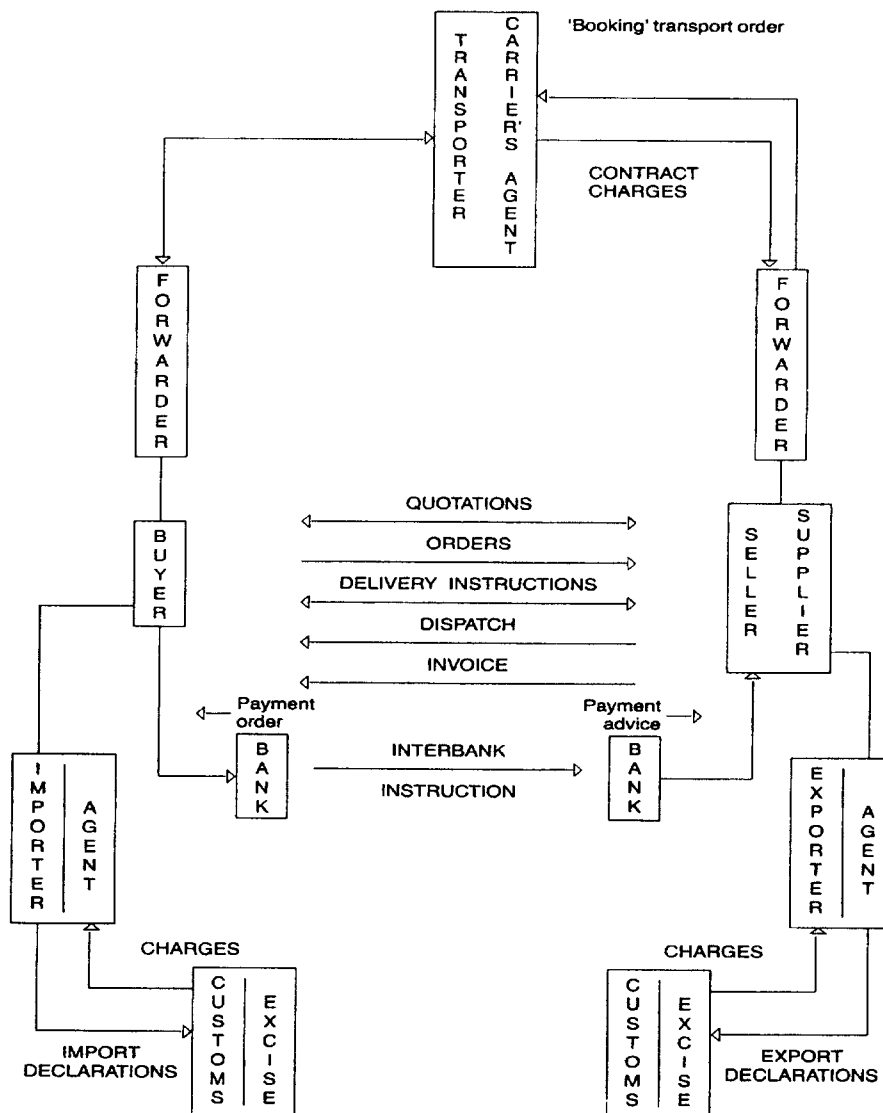 'Booking' transport order
TRANSPORTER
CARRIER'S AGENT
CONTRACT
CHARGES
FORWARDER
FORWARDER
QUOTATIONS
ORDERS
DELIVERY INSTRUCTIONS
DISPATCH
INVOICE
BUYER
SELLER
SUPPLIER
Payment
order
Payment
advice
BANK
INTERBANK
INSTRUCTION
BANK
IMPORTER
AGENT
EXPORTER
AGENT
CHARGES
CHARGES
CUSTOMS
EXCISE
CUSTOMS
EXCISE
IMPORT
DECLARATIONS
EXPORT
DECLARATIONS